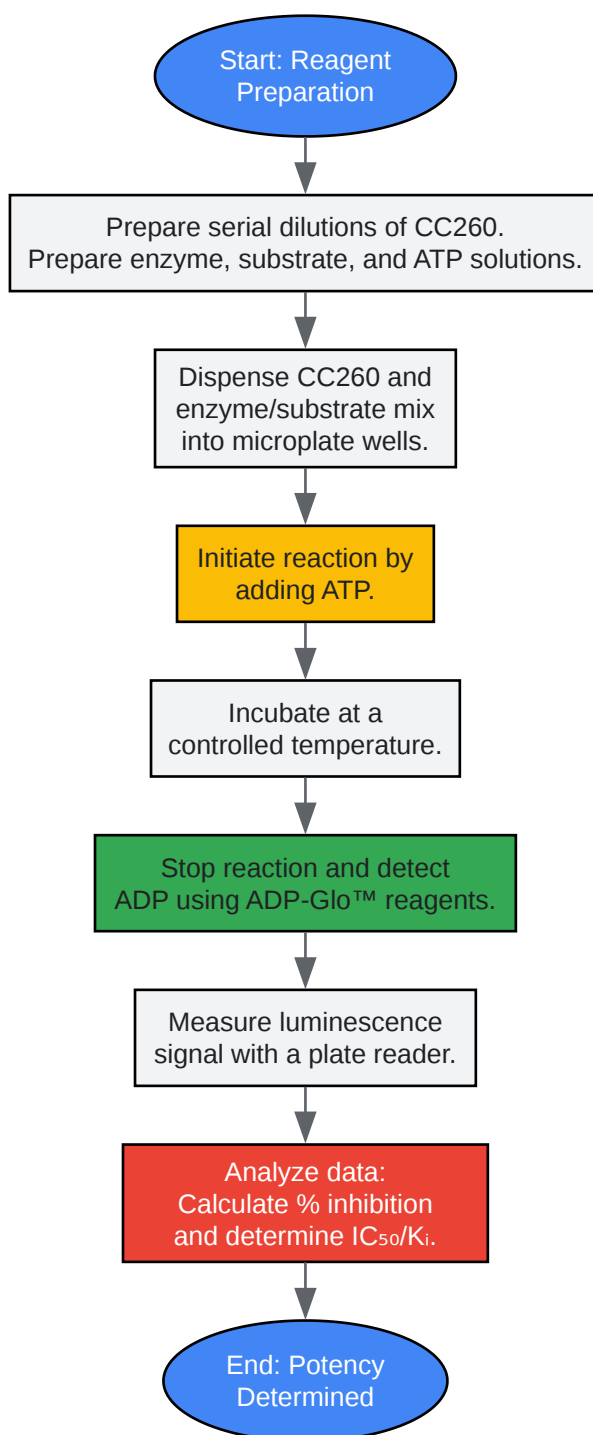 Start: Reagent
Preparation
Prepare serial dilutions of CC260.
Prepare enzyme, substrate, and ATP solutions.
Dispense CC260 and
enzyme/substrate mix
into microplate wells.
Initiate reaction by
adding ATP.
Incubate at a
controlled temperature.
Stop reaction and detect
ADP using ADP-Glo™ reagents.
Measure luminescence
signal with a plate reader.
Analyze data:
Calculate % inhibition
and determine IC₅₀/Kᵢ.
End: Potency
Determined